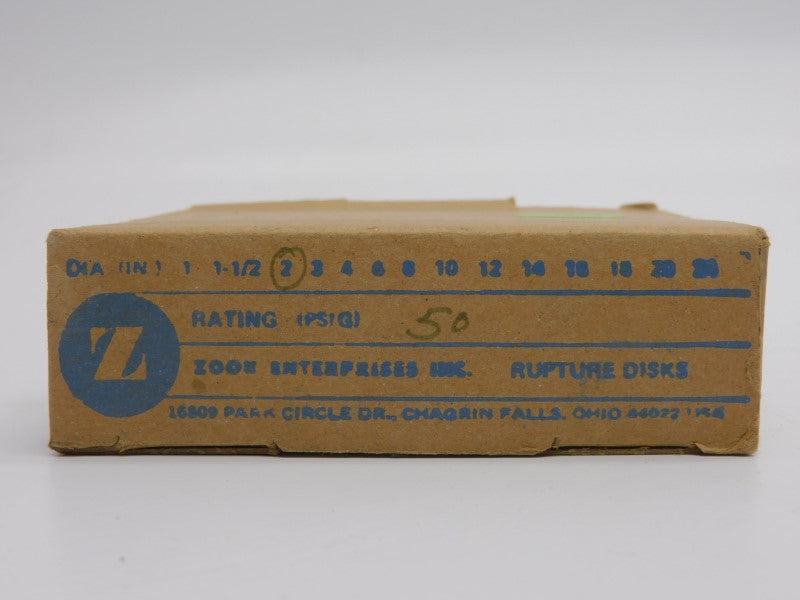 DIA (IN.) 1 1-1/2 2 3 4 6 8 10 12 14 16 18 20 24
RATING (PSIG) 50
Z
ZOOK ENTERPRISES INC. RUPTURE DISKS
16809 PARK CIRCLE DR., CHAGRIN FALLS, OHIO 44022 USA